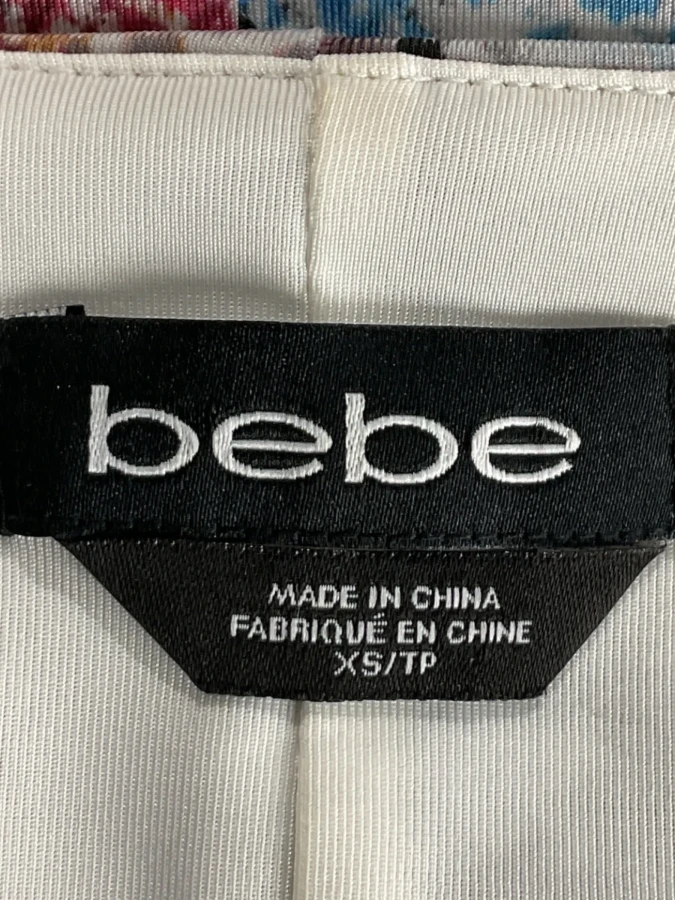 bebe
MADE IN CHINA
FABRIQUÉ EN CHINE
XS/TP